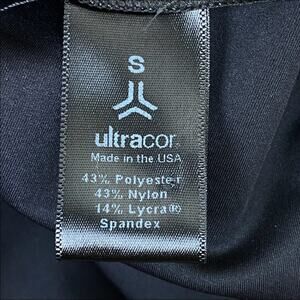 S
ultracor
Made in the USA
43% Polyester
43% Nylon
14% Lycra®
Spandex